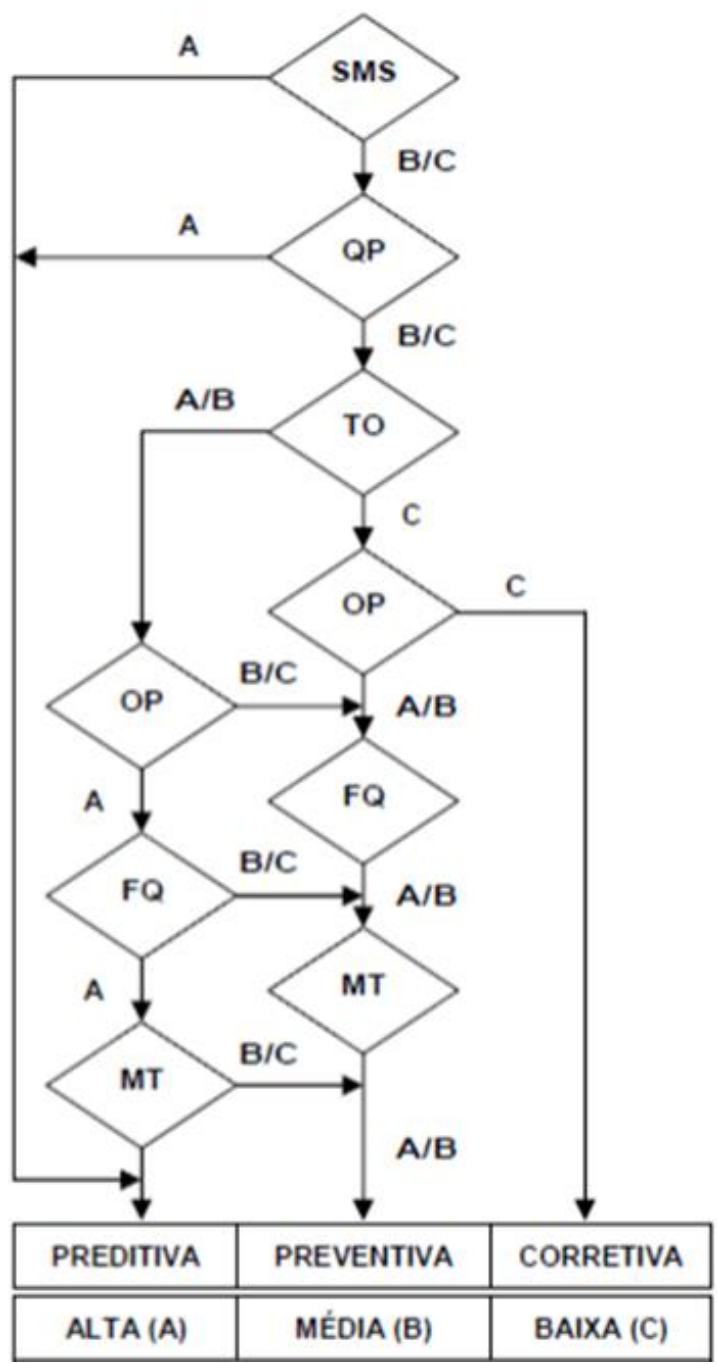 A
SMS
B/C
A
QP
B/C
A/B
TO
C
OP
C
OP
B/C
A/B
A
FQ
FQ
B/C
A/B
A
MT
MT
B/C
A/B
PREDITIVA PREVENTIVA CORRETIVA
ALTA (A) MÉDIA (B) BAIXA (C)